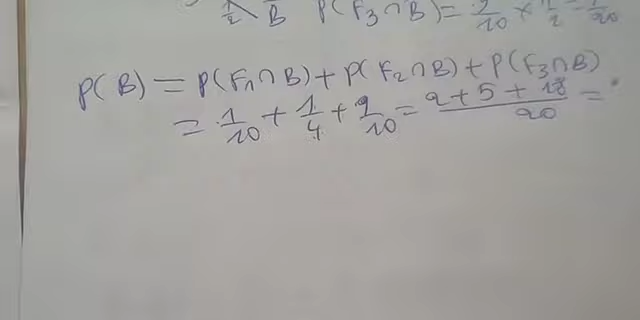 P(F₃∩B) =
P(B) = P(F₁∩B) + P(F₂∩B) + P(F₃∩B)
= 1/10 + 1/4 + 9/10 = (2+5+18)/20 =